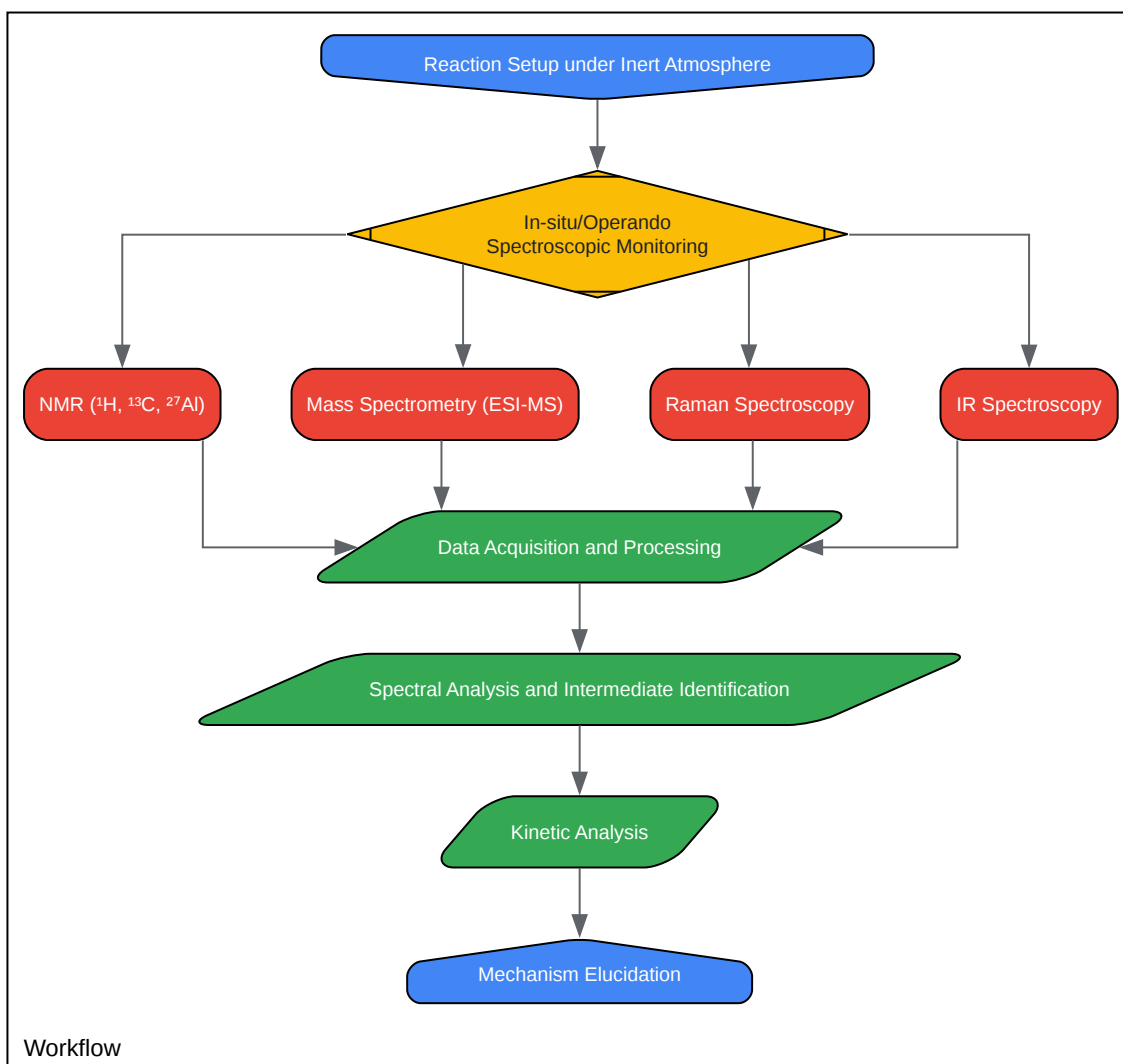 Reaction Setup under Inert Atmosphere
In-situ/Operando
Spectroscopic Monitoring
NMR (¹H, ¹³C, ²⁷Al)
Mass Spectrometry (ESI-MS)
Raman Spectroscopy
IR Spectroscopy
Data Acquisition and Processing
Spectral Analysis and Intermediate Identification
Kinetic Analysis
Mechanism Elucidation
Workflow